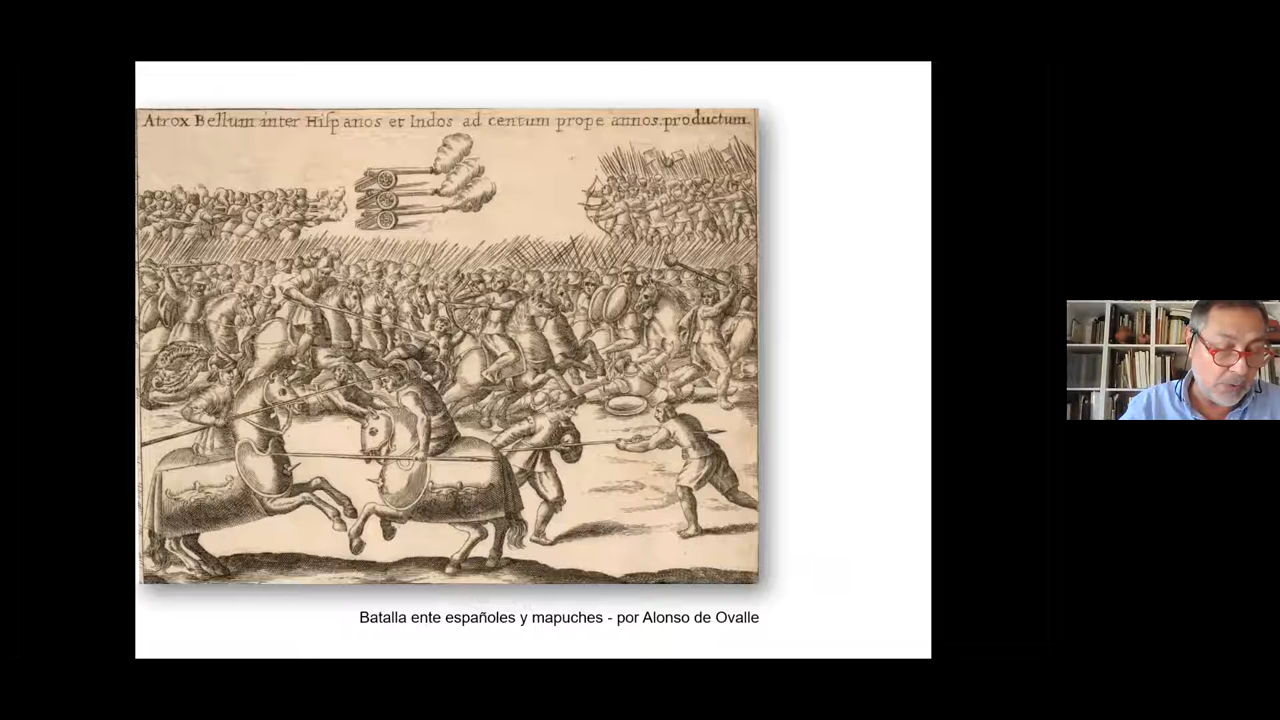 Atrox Bellum inter Hiſpanos et Indos ad centum prope annos.productum.
Batalla ente españoles y mapuches - por Alonso de Ovalle